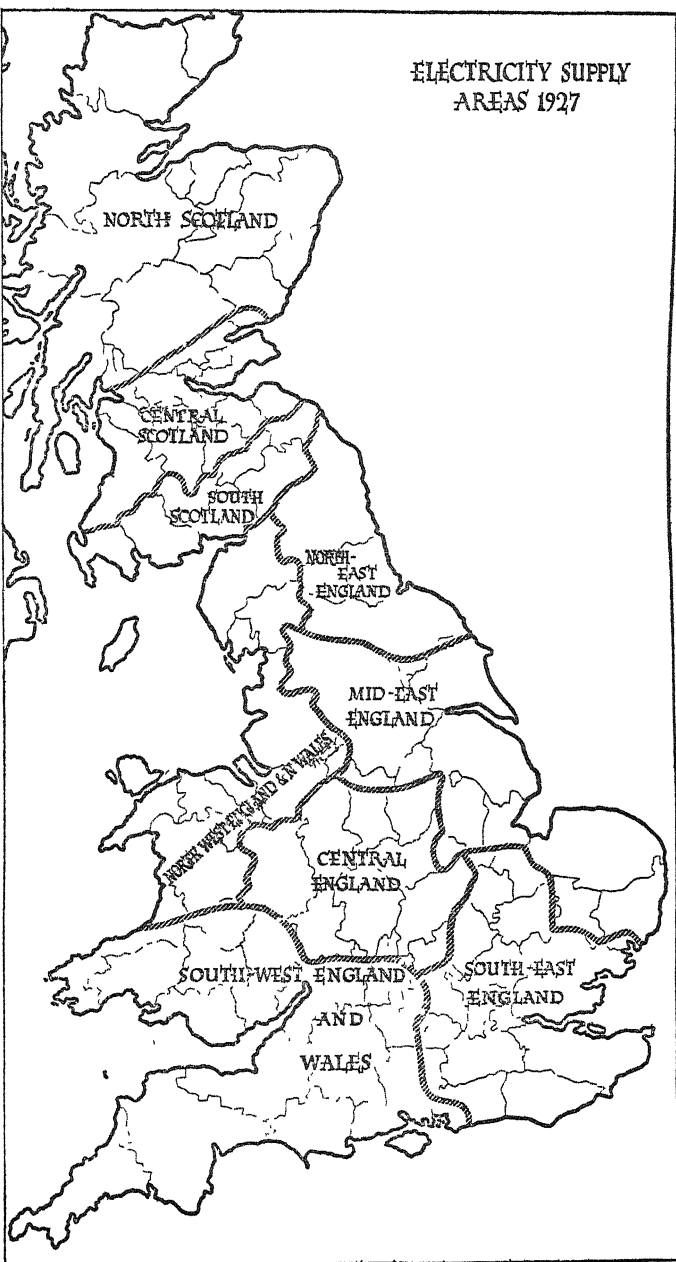 ELECTRICITY SUPPLY
AREAS 1927
NORTH SCOTLAND
CENTRAL
SCOTLAND
SOUTH
SCOTLAND
NORTH-
EAST
ENGLAND
MID-EAST
ENGLAND
NORTH WEST ENGLAND & N WALES
CENTRAL
ENGLAND
SOUTH-WEST ENGLAND
AND
WALES
SOUTH-EAST
ENGLAND